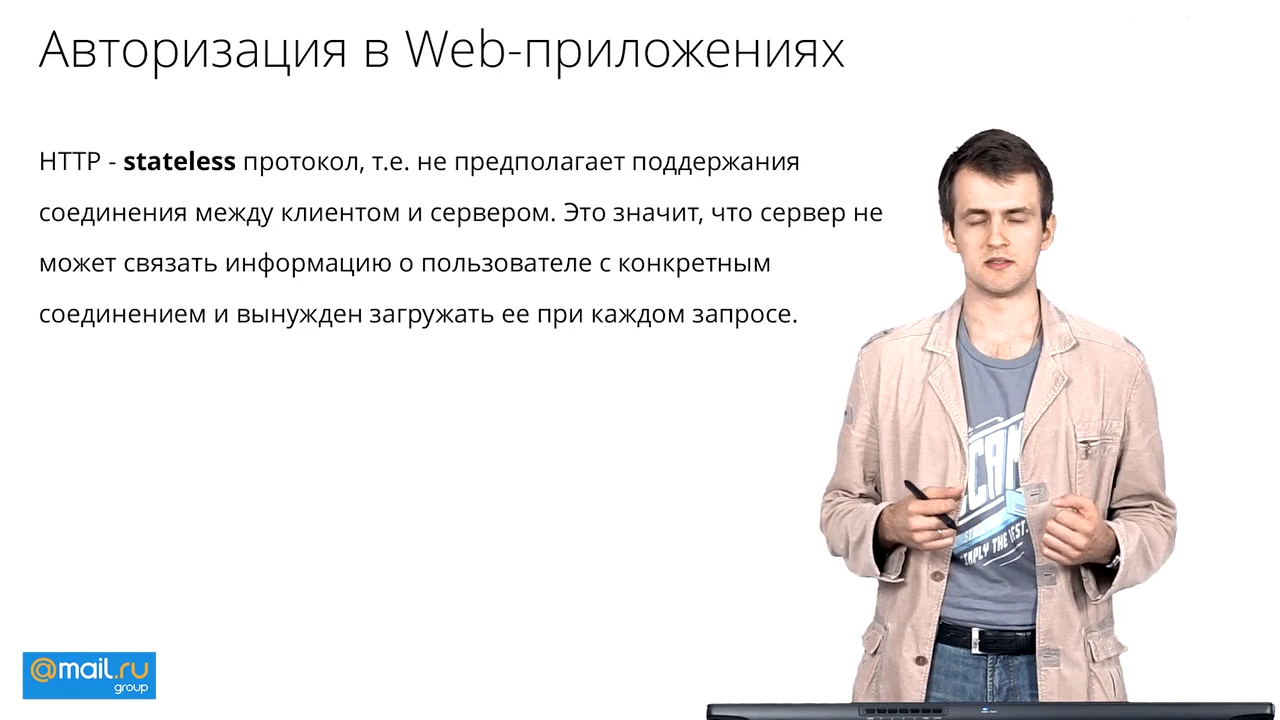 Авторизация в Web-приложениях
HTTP - stateless протокол, т.е. не предполагает поддержания
соединения между клиентом и сервером. Это значит, что сервер не
может связать информацию о пользователе с конкретным
соединением и вынужден загружать ее при каждом запросе.
@mail.ru
group